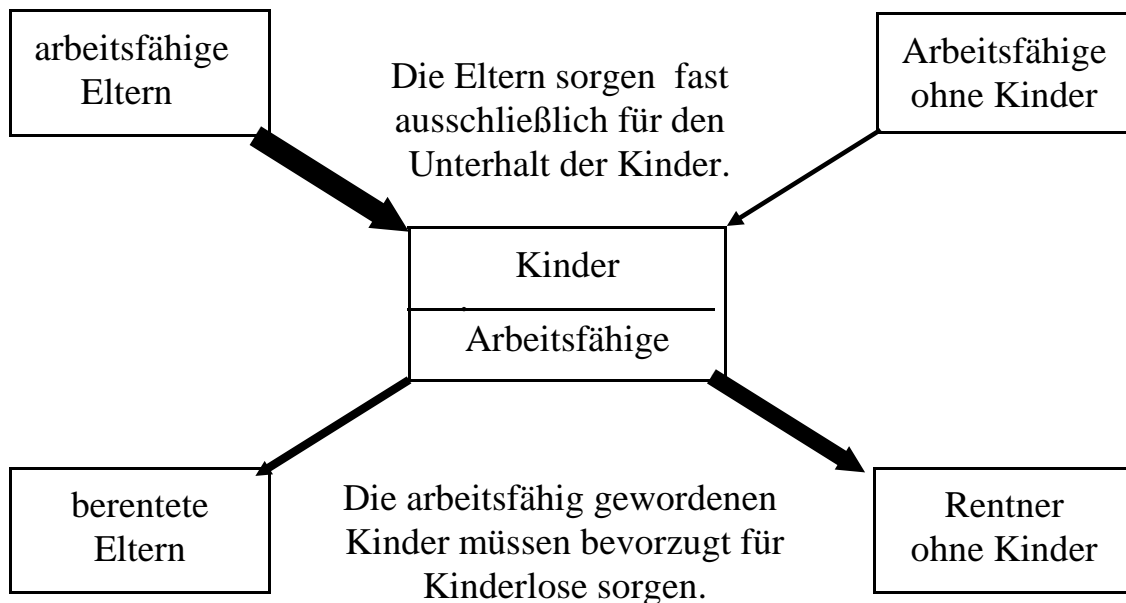 arbeitsfähige
Eltern
Die Eltern sorgen fast
ausschließlich für den
Unterhalt der Kinder.
Arbeitsfähige
ohne Kinder
Kinder
Arbeitsfähige
berentete
Eltern
Die arbeitsfähig gewordenen
Kinder müssen bevorzugt für
Kinderlose sorgen.
Rentner
ohne Kinder